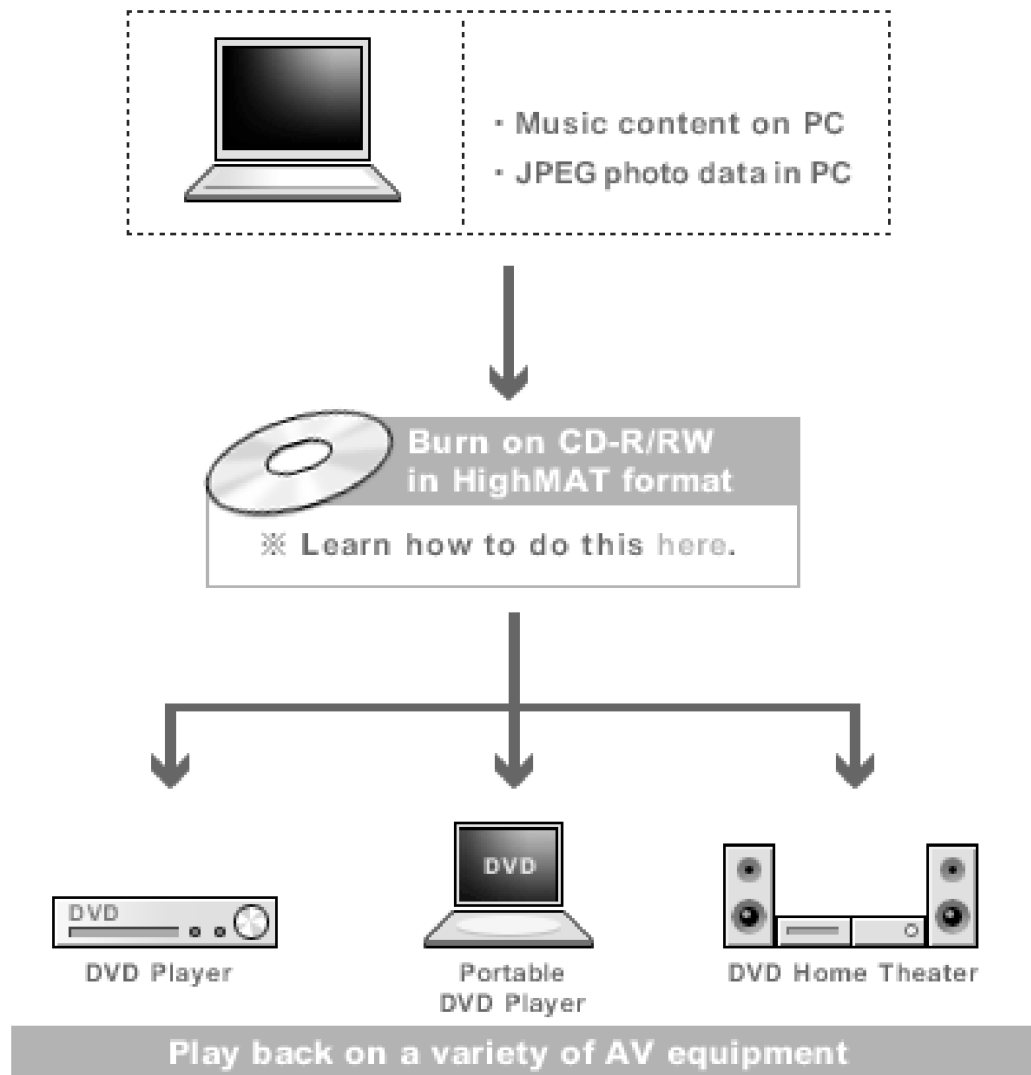 ・Music content on PC
・JPEG photo data in PC
Burn on CD-R/RW
in HighMAT format
※ Learn how to do this here.
DVD
DVD
DVD Player
Portable
DVD Player
DVD Home Theater
Play back on a variety of AV equipment